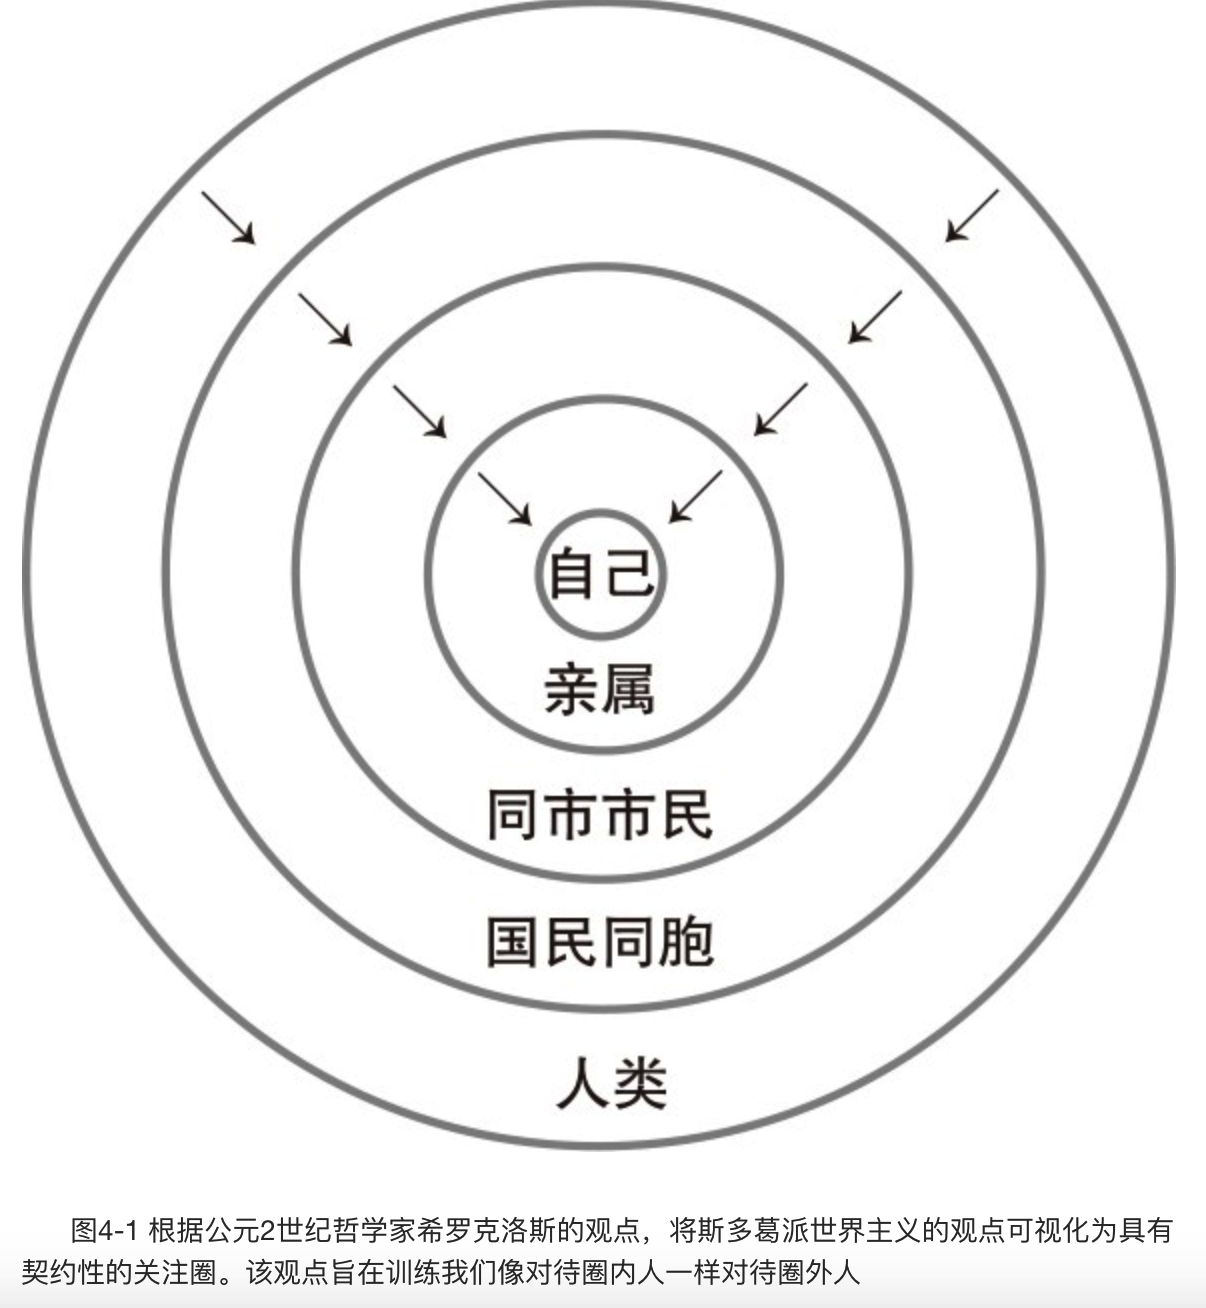 自己
亲属
同市市民
国民同胞
人类
图4-1 根据公元2世纪哲学家希罗克洛斯的观点，将斯多葛派世界主义的观点可视化为具有
契约性的关注圈。该观点旨在训练我们像对待圈内人一样对待圈外人